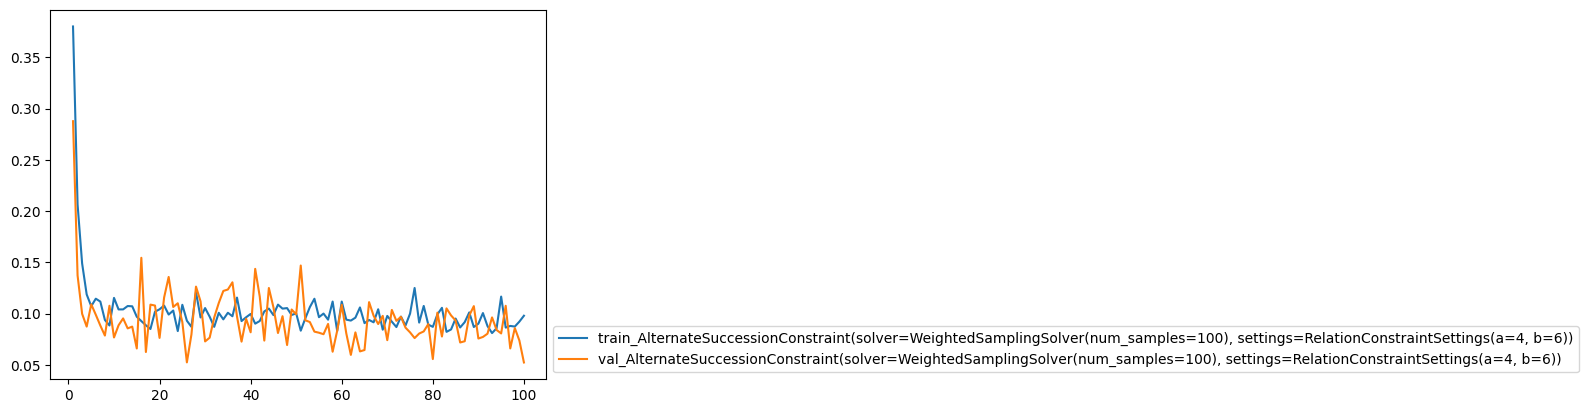 0.35
0.30
0.25
0.20
0.15
0.10
0.05
0 20 40 60 80 100
train_AlternateSuccessionConstraint(solver=WeightedSamplingSolver(num_samples=100), settings=RelationConstraintSettings(a=4, b=6))
val_AlternateSuccessionConstraint(solver=WeightedSamplingSolver(num_samples=100), settings=RelationConstraintSettings(a=4, b=6))